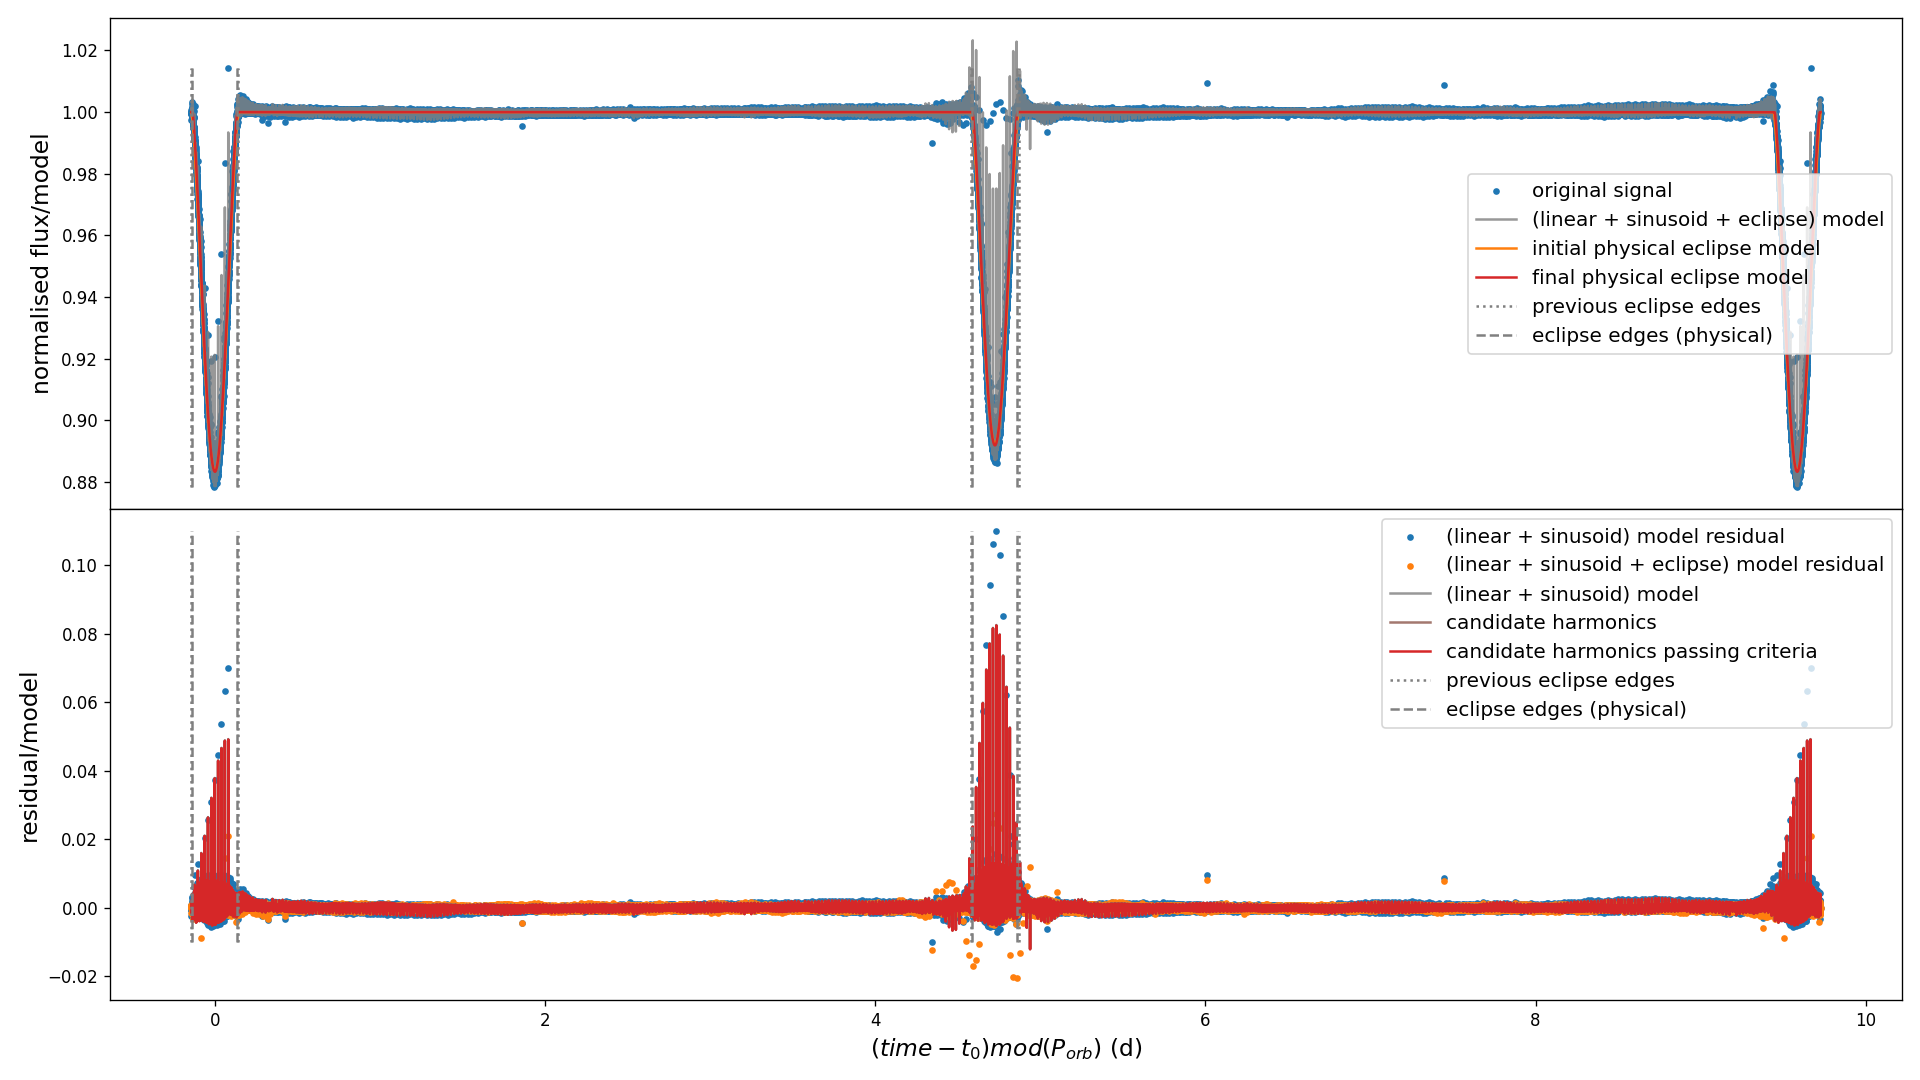 normalised flux/model
1.02
1.00
0.98
0.96
0.94
0.92
0.90
0.88
original signal
(linear + sinusoid + eclipse) model
initial physical eclipse model
final physical eclipse model
previous eclipse edges
eclipse edges (physical)
residual/model
0.10
0.08
0.06
0.04
0.02
0.00
−0.02
(linear + sinusoid) model residual
(linear + sinusoid + eclipse) model residual
(linear + sinusoid) model
candidate harmonics
candidate harmonics passing criteria
previous eclipse edges
eclipse edges (physical)
0 2 4 6 8 10
(time − t₀)mod(Pₒᵣb) (d)